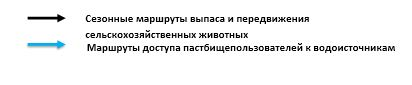 Сезонные маршруты выпаса и передвижения
сельскохозяйственных животных
Маршруты доступа пастбищепользователей к водоисточникам